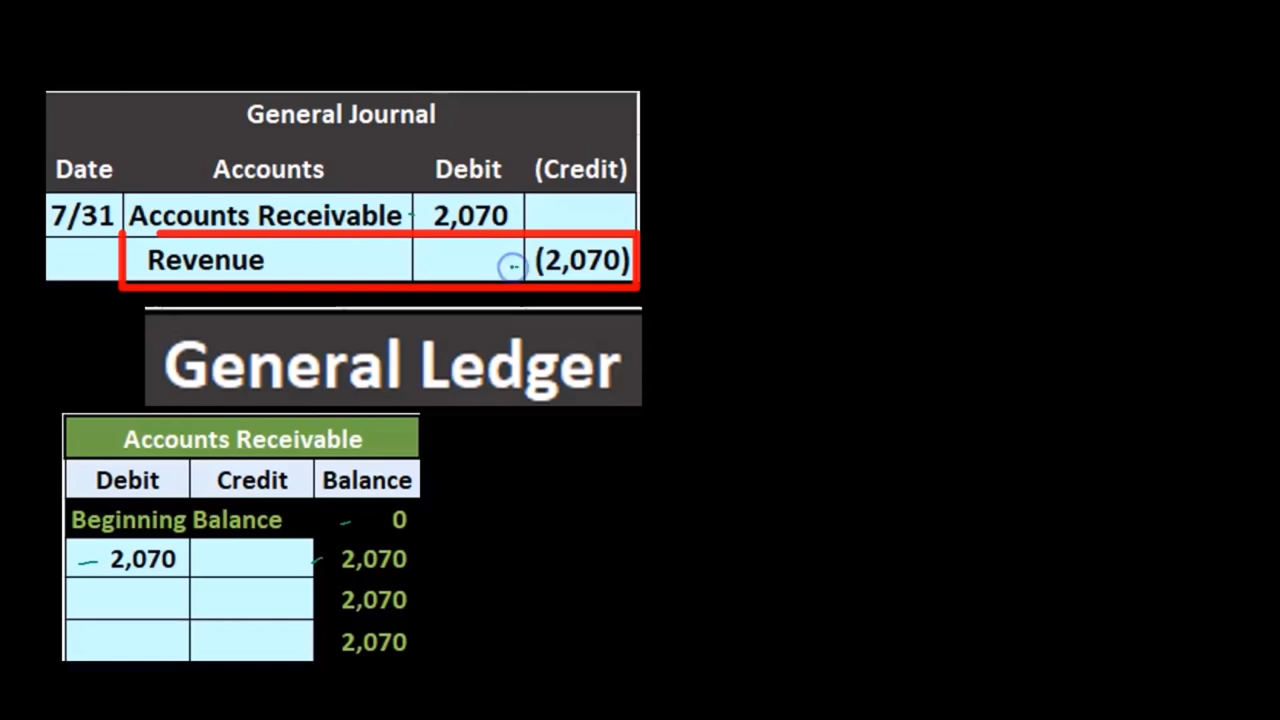 General Journal
Date Accounts Debit (Credit)
7/31 Accounts Receivable 2,070
Revenue (2,070)
General Ledger
Accounts Receivable
Debit Credit Balance
Beginning Balance 0
2,070 2,070
2,070
2,070